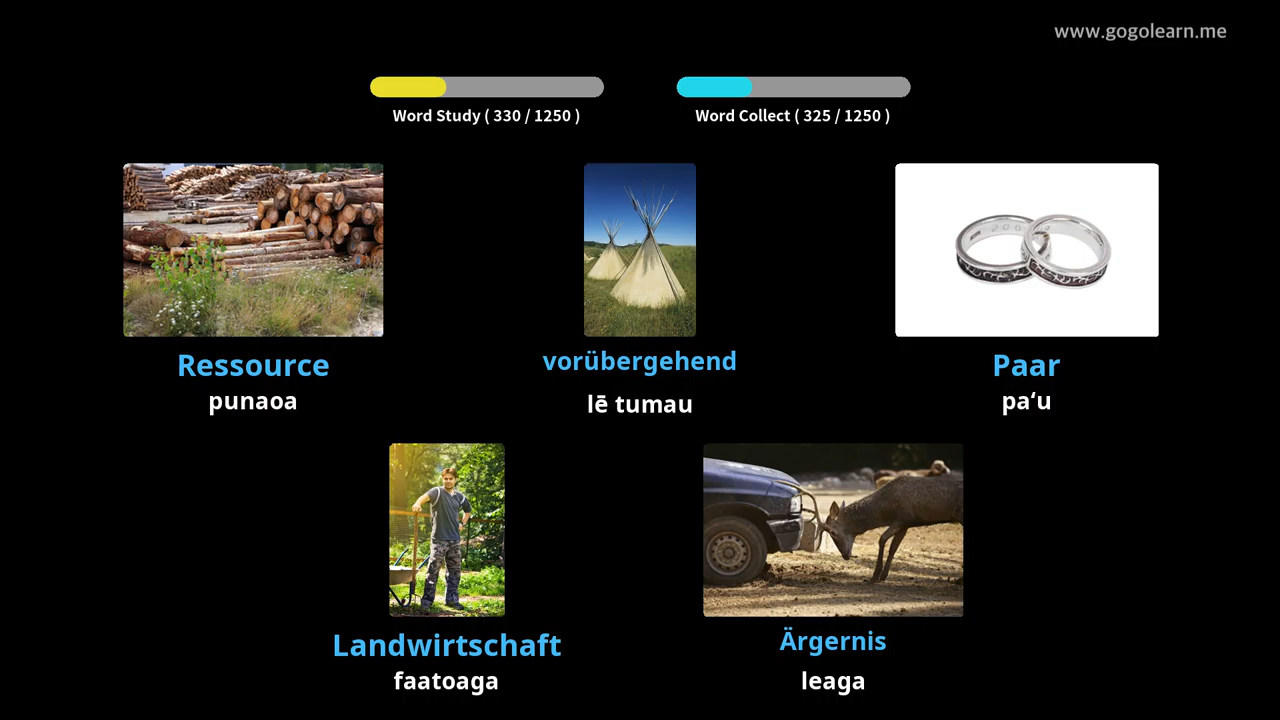 www.gogolearn.me
Word Study ( 330 / 1250 )
Word Collect ( 325 / 1250 )
Ressource
punaoa
vorübergehend
lē tumau
Paar
paʻu
Landwirtschaft
faatoaga
Ärgernis
leaga